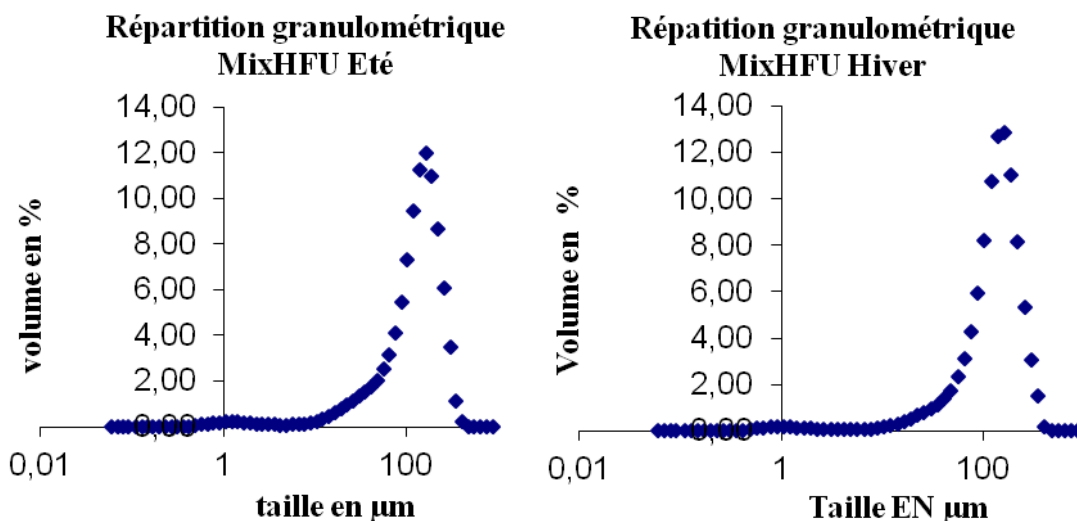 Répartition granulométrique
MixHFU Eté
14,00
12,00
10,00
8,00
6,00
4,00
2,00
0,00
0,01
1
100
volume en %
taille en µm
Répatition granulométrique
MixHFU Hiver
14,00
12,00
10,00
8,00
6,00
4,00
2,00
0,00
0,01
1
100
Volume en %
Taille EN µm